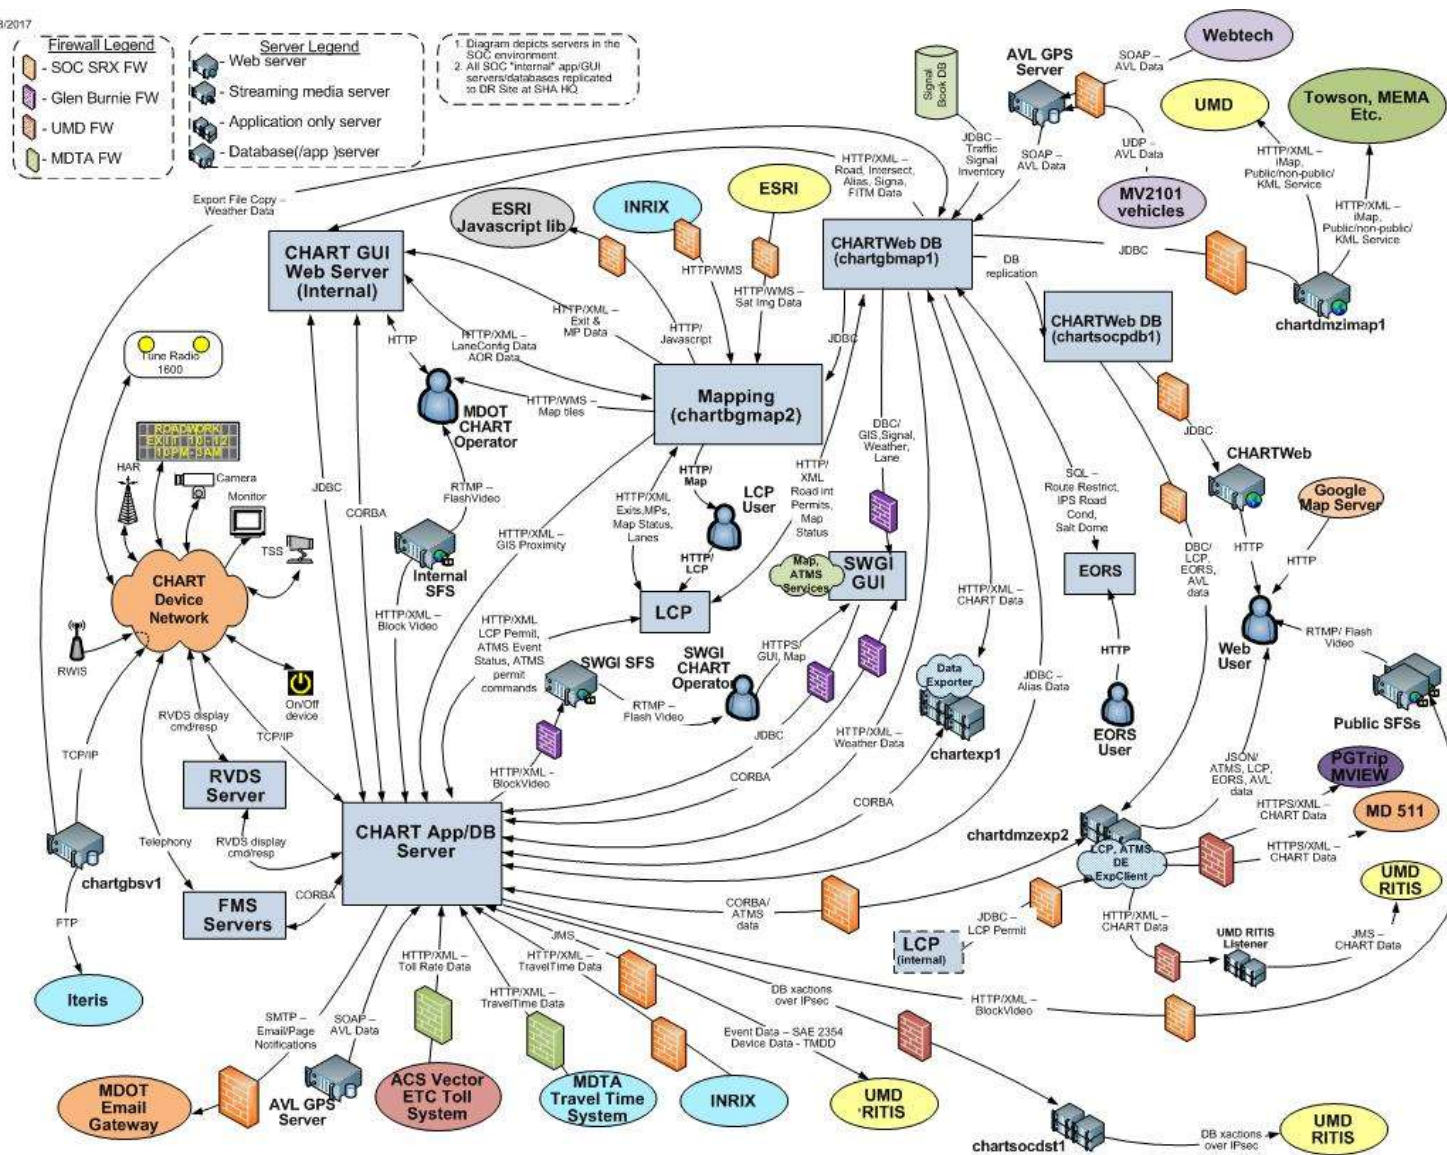 3/2017
Firewall Legend
- SOC SRX FW
- Glen Burnie FW
- UMD FW
- MDTA FW
Server Legend
- Web server
- Streaming media server
- Application only server
- Database(/app )server
1. Diagram depicts servers in the
SOC environment.
2. All SOC "internal" app/GUI
servers/databases replicated
to DR Site at SHA HQ
Signal
Book DB
AVL GPS
Server
SOAP –
AVL Data
Webtech
UMD
Towson, MEMA
Etc.
JDBC –
Traffic
Signal
Inventory
SOAP –
AVL Data
UDP –
AVL Data
MV2101
vehicles
HTTP/XML –
iMap,
Public/non-public/
KML Service
HTTP/XML –
iMap,
Public/non-public/
KML Service
Export File Copy –
Weather Data
HTTP/XML –
Road, Intersect,
Alias, Signa,
FITM Data
ESRI
Javascript lib
INRIX
ESRI
CHART GUI
Web Server
(Internal)
CHARTWeb DB
(chartgbmap1)
JDBC
DB
replication
chartdmzimap1
CHARTWeb DB
(chartsocpdb1)
HTTP/WMS
HTTP/WMS –
Sat Img Data
HTTP/XML –
Exit &
MP Data
HTTP/
Javascript
HTTP/XML –
LaneConfig Data
AOR Data
HTTP
JDBC
Tune Radio
1600
Mapping
(chartbgmap2)
HTTP/WMS –
Map tiles
MDOT
CHART
Operator
ROADWORK
EXIT 10-12
10PM-3AM
HAR
Camera
Monitor
TSS
JDBC
CORBA
RTMP –
FlashVideo
HTTP/
Map
LCP
User
HTTP/
XML
Road int
Permits,
Map
Status
DBC/
GIS,Signal,
Weather,
Lane
SQL –
Route Restrict,
IPS Road
Cond,
Salt Dome
JDBC
CHARTWeb
Google
Map Server
HTTP/XML
Exits,MPs,
Map Status,
Lanes
HTTP/XML –
GIS Proximity
HTTP/
LCP
Internal
SFS
CHART
Device
Network
Map,
ATMS
Services
SWGI
GUI
EORS
DBC/
LCP,
EORS,
AVL
data
HTTP
HTTP
LCP
HTTP/XML –
Block Video
HTTP/XML
LCP Permit,
ATMS Event
Status, ATMS
permit
commands
HTTP/XML –
CHART Data
RWIS
On/Off
device
SWGI SFS
SWGI
CHART
Operator
HTTPS/
GUI, Map
RTMP –
Flash Video
Data
Exporter
chartexp1
JDBC –
Alias Data
HTTP
EORS
User
Web
User
RTMP/ Flash
Video
Public SFSs
RVDS display
cmd/resp
TCP/IP
TCP/IP
RVDS
Server
HTTP/XML –
BlockVideo
JDBC
CORBA
HTTP/XML –
Weather Data
CORBA
JSON/
ATMS, LCP,
EORS, AVL
data
PGTrip
MVIEW
HTTPS/XML –
CHART Data
MD 511
HTTPS/XML –
CHART Data
chartdmzexp2
LCP, ATMS
DE
ExpClient
CHART App/DB
Server
Telephony
RVDS display
cmd/resp
chartgbsv1
FTP
FMS
Servers
CORBA
CORBA/
ATMS
data
JDBC –
LCP Permit
LCP
(internal)
HTTP/XML –
CHART Data
UMD RITIS
Listener
JMS –
CHART Data
UMD
RITIS
Iteris
HTTP/XML –
Toll Rate Data
JMS
HTTP/XML –
TravelTime Data
HTTP/XML –
TravelTime Data
DB xactions
over IPsec
HTTP/XML –
BlockVideo
SMTP –
Email/Page
Notifications
SOAP –
AVL Data
Event Data – SAE 2354
Device Data - TMDD
MDOT
Email
Gateway
AVL GPS
Server
ACS Vector
ETC Toll
System
MDTA
Travel Time
System
INRIX
UMD
'RITIS
chartsocdst1
DB xactions
over IPsec
UMD
RITIS